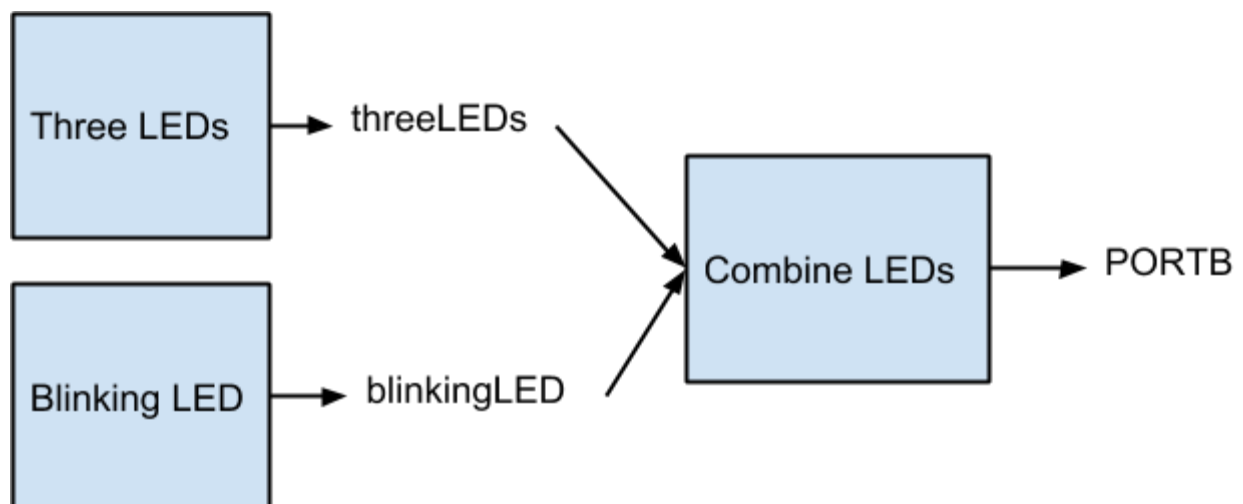 Three LEDs
threeLEDs
Combine LEDs
PORTB
Blinking LED
blinkingLED